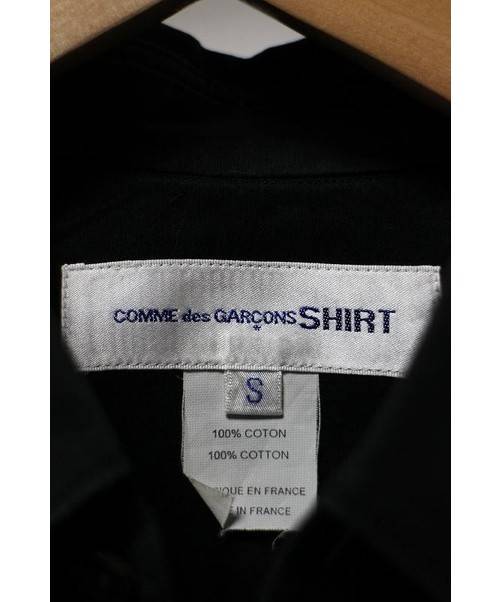 COMME des GARÇONS SHIRT
S
100% COTON
100% COTTON
EN FRANCE
IN FRANCE